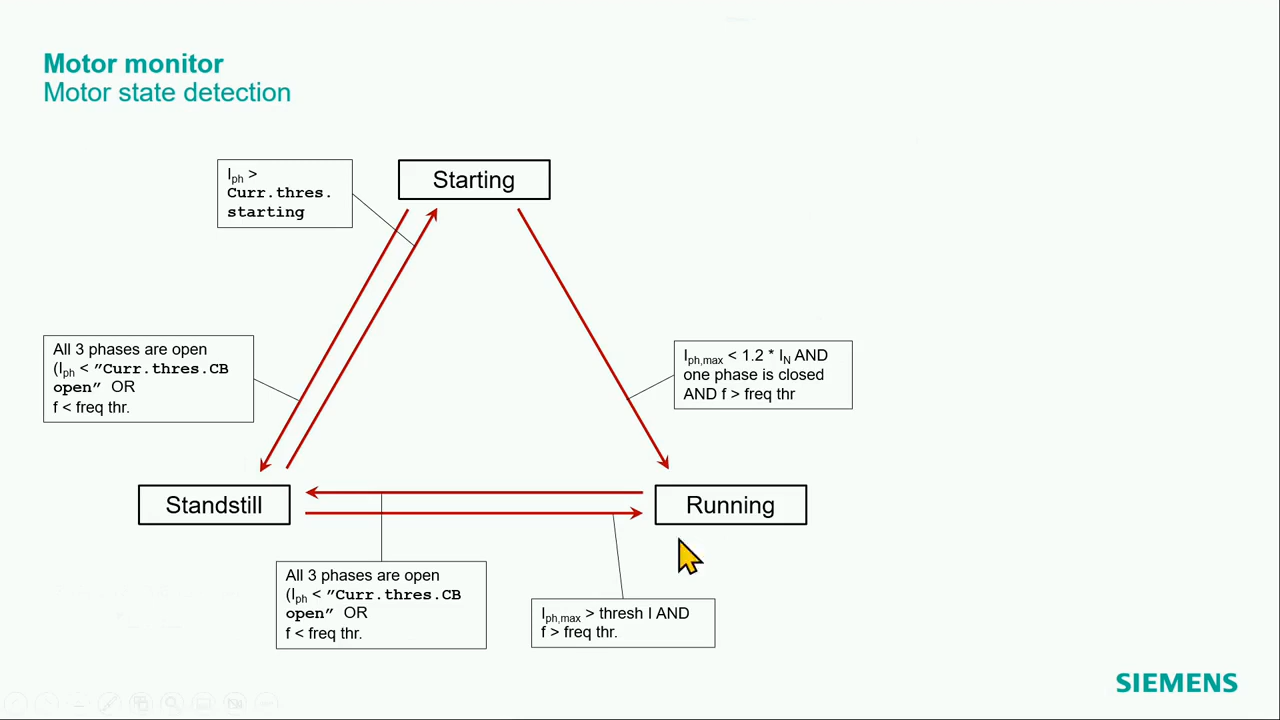 Motor monitor
Motor state detection
Iph >
Curr.thres.
starting
Starting
All 3 phases are open
(Iph < ”Curr.thres.CB
open” OR
f < freq thr.
Iph,max < 1.2 * IN AND
one phase is closed
AND f > freq thr
Standstill
Running
All 3 phases are open
(Iph < ”Curr.thres.CB
open” OR
f < freq thr.
Iph,max > thresh I AND
f > freq thr.
SIEMENS